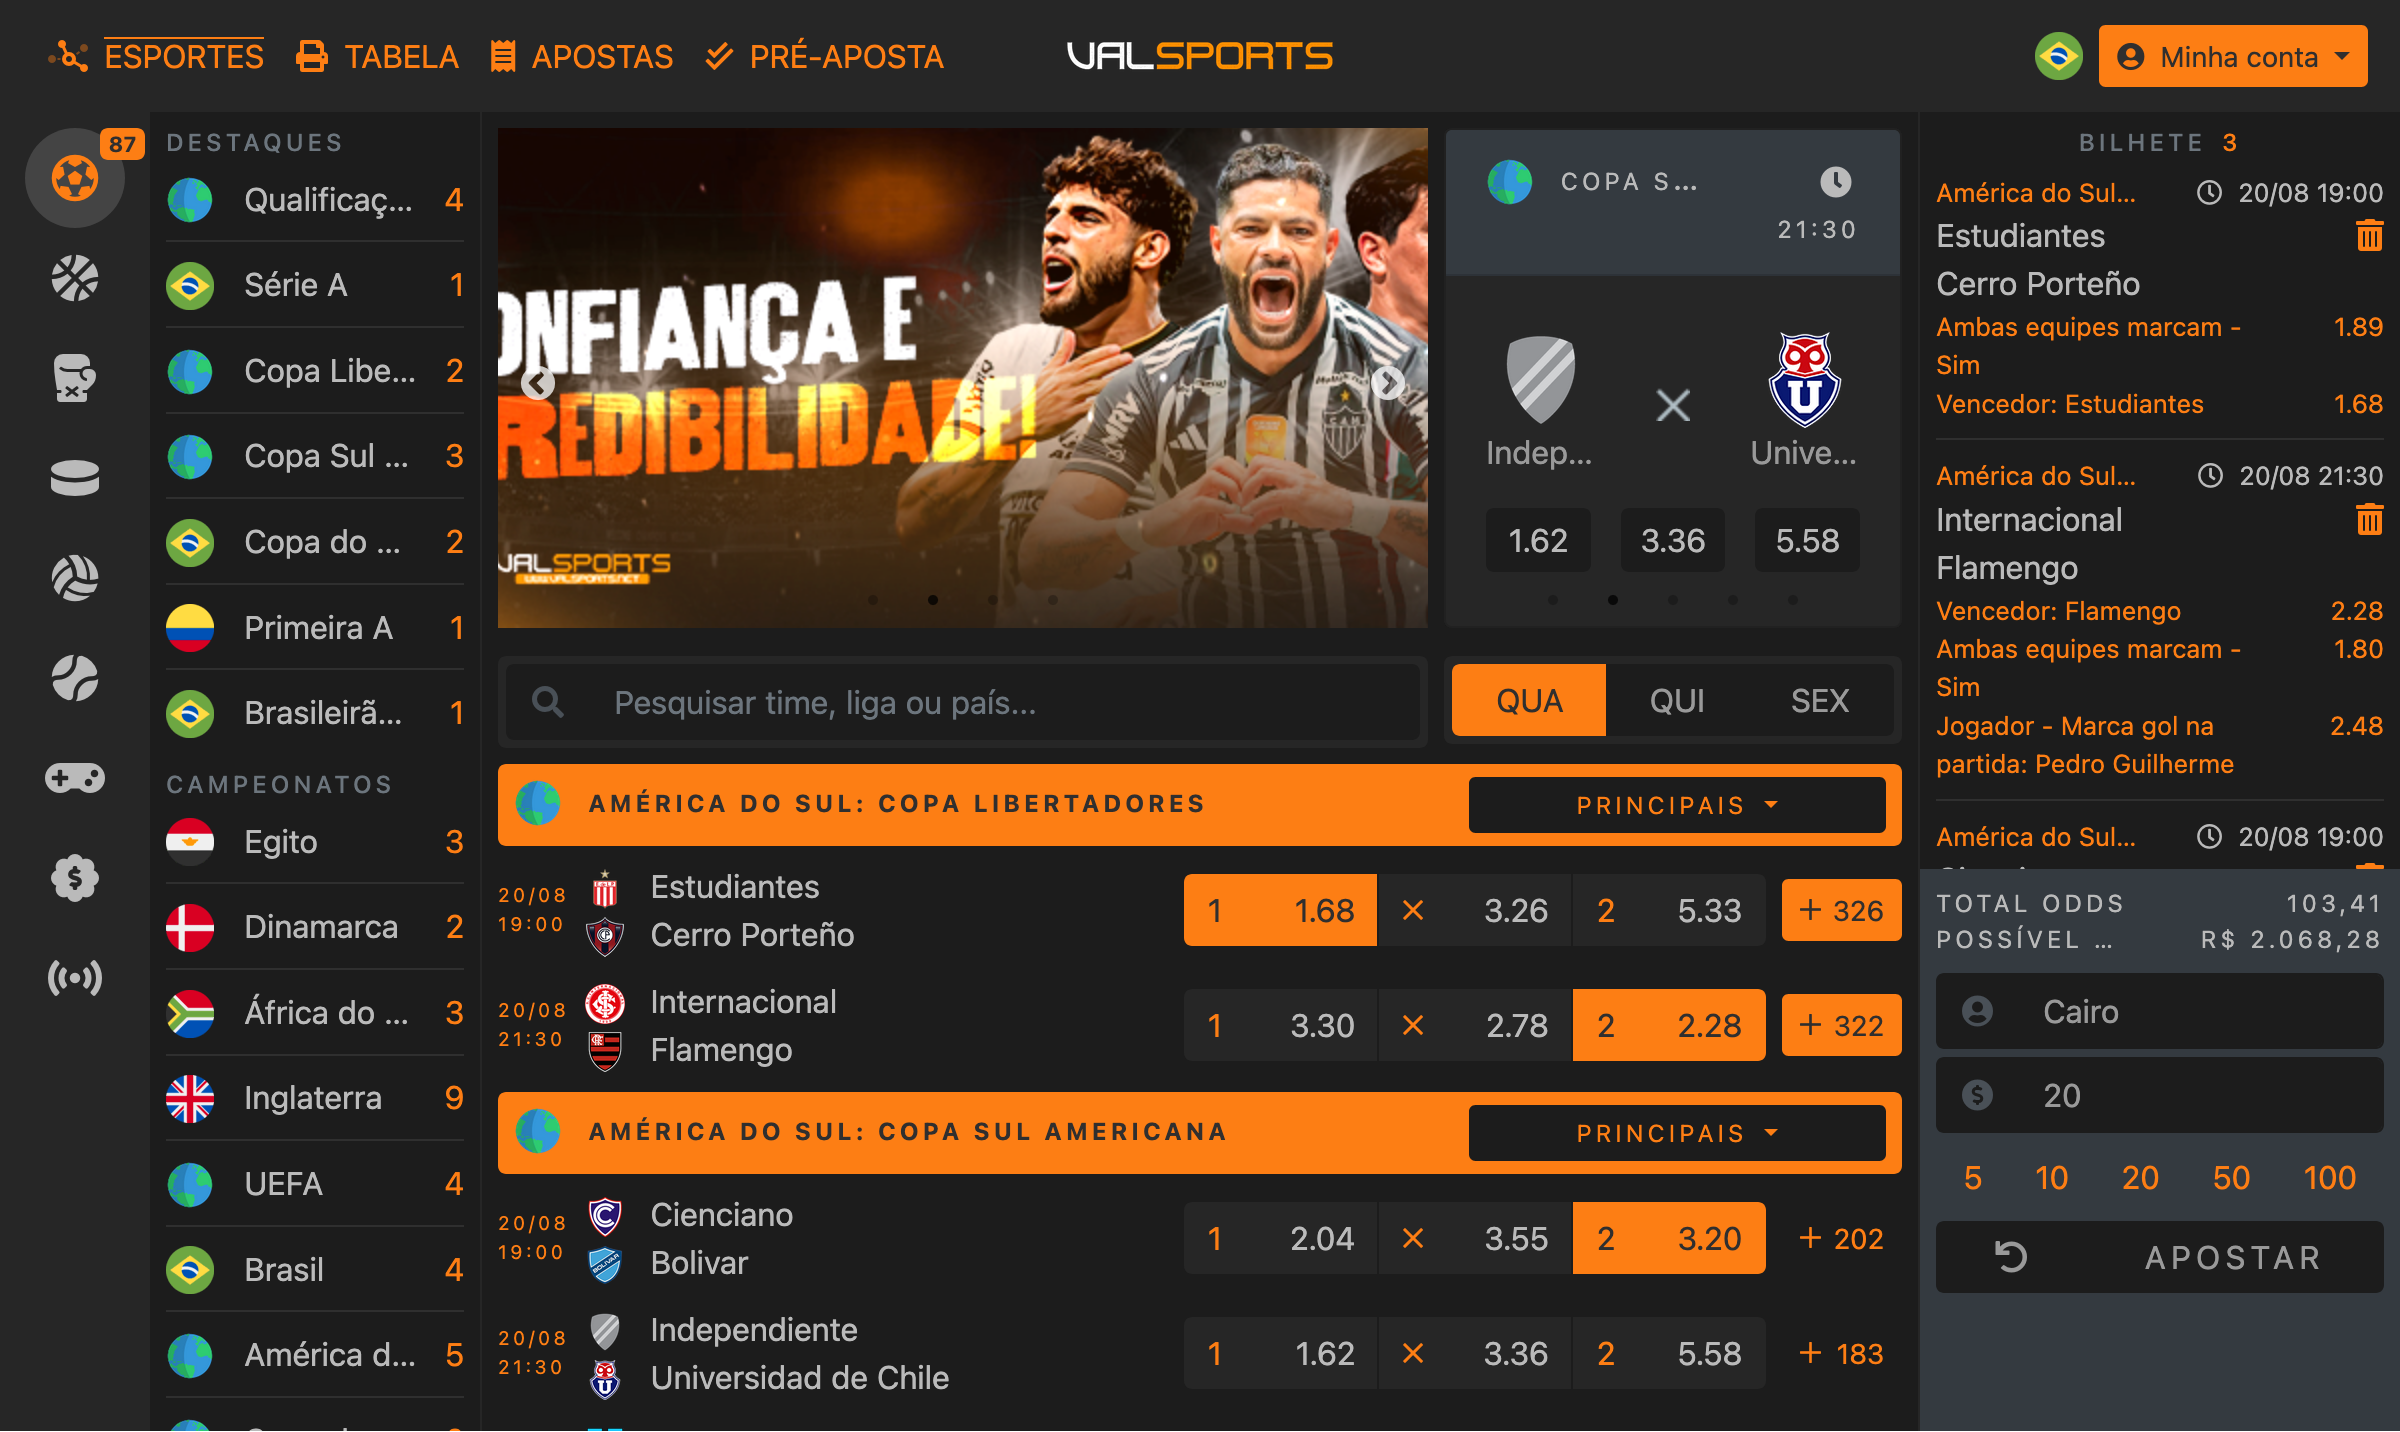 ESPORTES
TABELA
APOSTAS
PRÉ-APOSTA
VALSPORTS
Minha conta
87
DESTAQUES
Qualificaç... 4
Série A 1
Copa Libe... 2
Copa Sul ... 3
Copa do ... 2
Primeira A 1
Brasileirã... 1
CAMPEONATOS
Egito 3
Dinamarca 2
África do ... 3
Inglaterra 9
UEFA 4
Brasil 4
América d... 5
ONFIANÇA E
REDIBILIDADE!
VALSPORTS
WWW.VALSPORTS.NET
COPA S...
21:30
Indep...
Unive...
1.62 3.36 5.58
Pesquisar time, liga ou país...
QUA QUI SEX
AMÉRICA DO SUL: COPA LIBERTADORES
PRINCIPAIS
20/08
19:00
Estudiantes
Cerro Porteño
1 1.68 × 3.26 2 5.33 + 326
20/08
21:30
Internacional
Flamengo
1 3.30 × 2.78 2 2.28 + 322
AMÉRICA DO SUL: COPA SUL AMERICANA
PRINCIPAIS
20/08
19:00
Cienciano
Bolivar
1 2.04 × 3.55 2 3.20 + 202
20/08
21:30
Independiente
Universidad de Chile
1 1.62 × 3.36 2 5.58 + 183
BILHETE 3
América do Sul... 20/08 19:00
Estudiantes
Cerro Porteño
Ambas equipes marcam - 1.89
Sim
Vencedor: Estudiantes 1.68
América do Sul... 20/08 21:30
Internacional
Flamengo
Vencedor: Flamengo 2.28
Ambas equipes marcam - 1.80
Sim
Jogador - Marca gol na 2.48
partida: Pedro Guilherme
América do Sul... 20/08 19:00
TOTAL ODDS 103,41
POSSÍVEL ... R$ 2.068,28
Cairo
20
5 10 20 50 100
APOSTAR